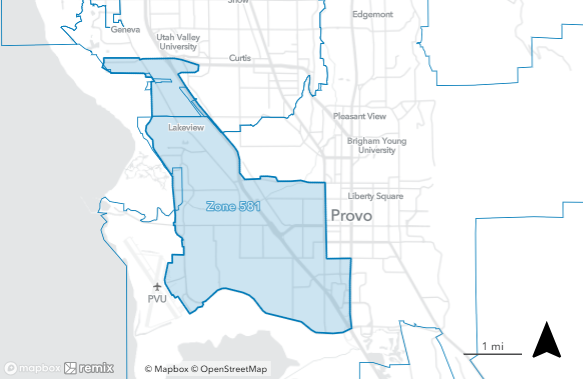 Show
Edgemont
Geneva
Utah Valley
University
Curtis
Pleasant View
Lakeview
Brigham Young
University
Liberty Square
Zone 581
Provo
PVU
1 mi
mapbox remix
© Mapbox © OpenStreetMap